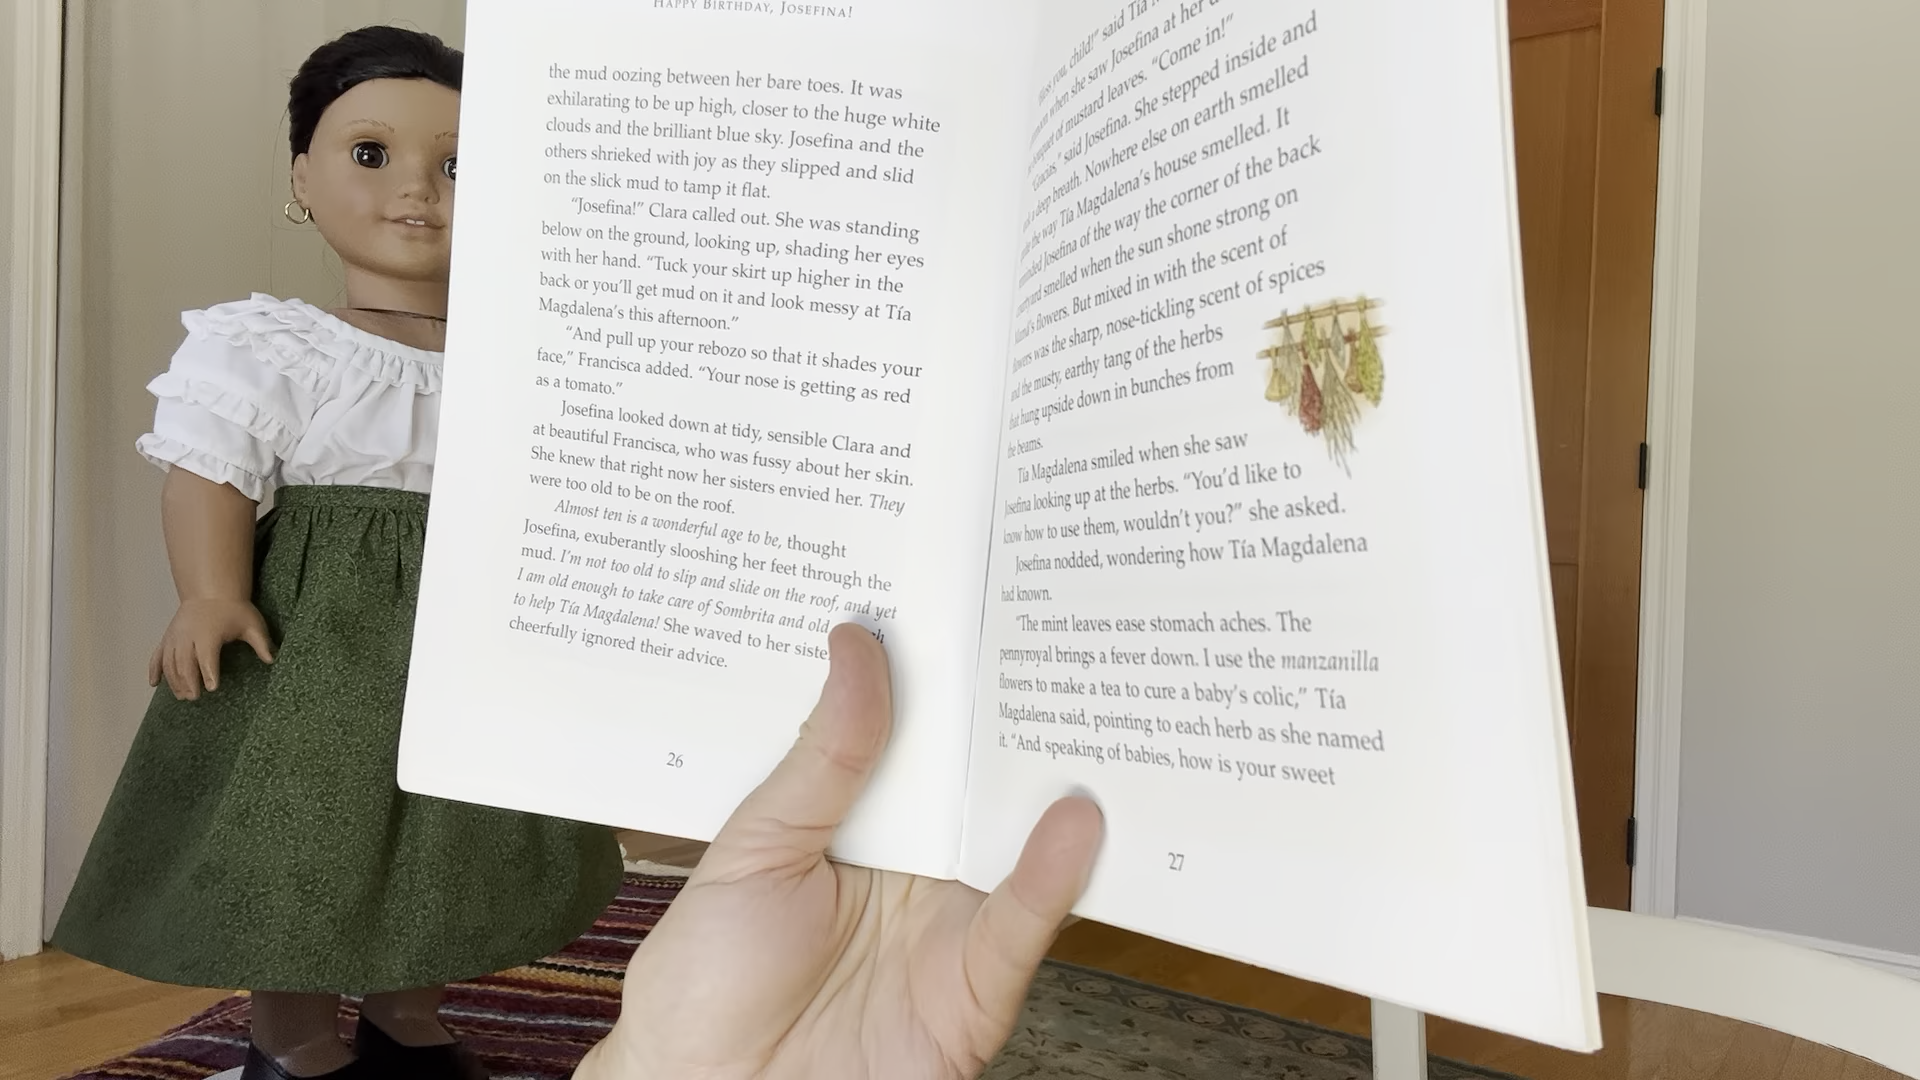 HAPPY BIRTHDAY, JOSEFINA!
the mud oozing between her bare toes. It was
exhilarating to be up high, closer to the huge white
clouds and the brilliant blue sky. Josefina and the
others shrieked with joy as they slipped and slid
on the slick mud to tamp it flat.
“Josefina!” Clara called out. She was standing
below on the ground, looking up, shading her eyes
with her hand. “Tuck your skirt up higher in the
back or you’ll get mud on it and look messy at Tía
Magdalena’s this afternoon.”
“And pull up your rebozo so that it shades your
face,” Francisca added. “Your nose is getting as red
as a tomato.”
Josefina looked down at tidy, sensible Clara and
at beautiful Francisca, who was fussy about her skin.
She knew that right now her sisters envied her. They
were too old to be on the roof.
Almost ten is a wonderful age to be, thought
Josefina, exuberantly slooshing her feet through the
mud. I’m not too old to slip and slide on the roof, and yet
I am old enough to take care of Sombrita and old
to help Tía Magdalena! She waved to her
cheerfully ignored their advice.
26
you, child!” said Tía
when she saw Josefina at her
bouquet of mustard leaves. “Come in!”
“Gracias,” said Josefina. She stepped inside and
a deep breath. Nowhere else on earth smelled
the way Tía Magdalena’s house smelled. It
Josefina of the way the corner of the back
smelled when the sun shone strong on
Mamá’s flowers. But mixed in with the scent of
flowers was the sharp, nose-tickling scent of spices
and the musty, earthy tang of the herbs
that hung upside down in bunches from
the beams.
Tía Magdalena smiled when she saw
Josefina looking up at the herbs. “You’d like to
know how to use them, wouldn’t you?” she asked.
Josefina nodded, wondering how Tía Magdalena
had known.
“The mint leaves ease stomach aches. The
pennyroyal brings a fever down. I use the manzanilla
flowers to make a tea to cure a baby’s colic,” Tía
Magdalena said, pointing to each herb as she named
it. “And speaking of babies, how is your sweet
27